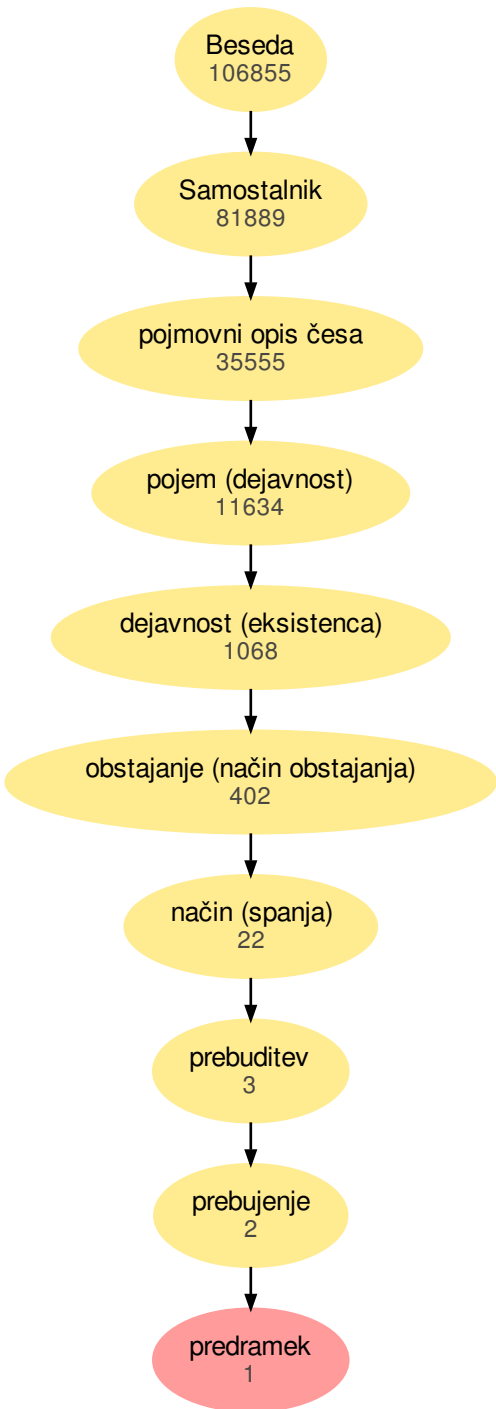 Beseda
106855
Samostalnik
81889
pojmovni opis česa
35555
pojem (dejavnost)
11634
dejavnost (eksistenca)
1068
obstajanje (način obstajanja)
402
način (spanja)
22
prebuditev
3
prebujenje
2
predramek
1